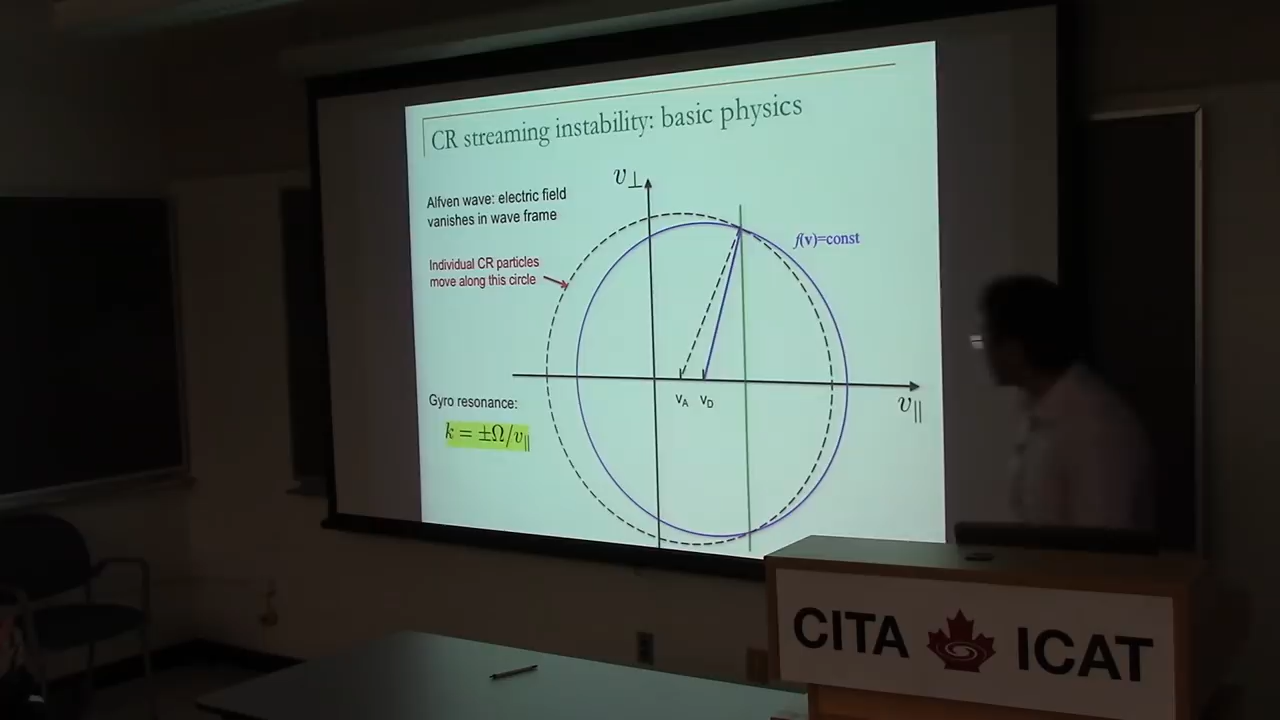 CR streaming instability: basic physics
Alfven wave: electric field
vanishes in wave frame
Individual CR particles
move along this circle
Gyro resonance:
k = ±Ω/v∥
v⊥
f(v)=const
v∥
vA vD
CITA ICAT